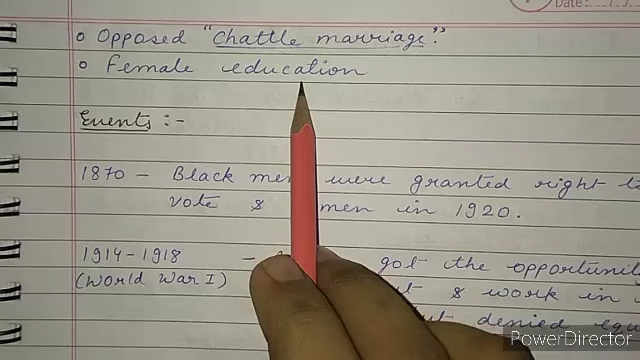 Date:
o Opposed "Chattle marriage".
o Female education
Events :-
1870 - Black men were granted right to
vote & men in 1920.
1914-1918 - got the opportunity
(World War I) & work in
denied
PowerDirector